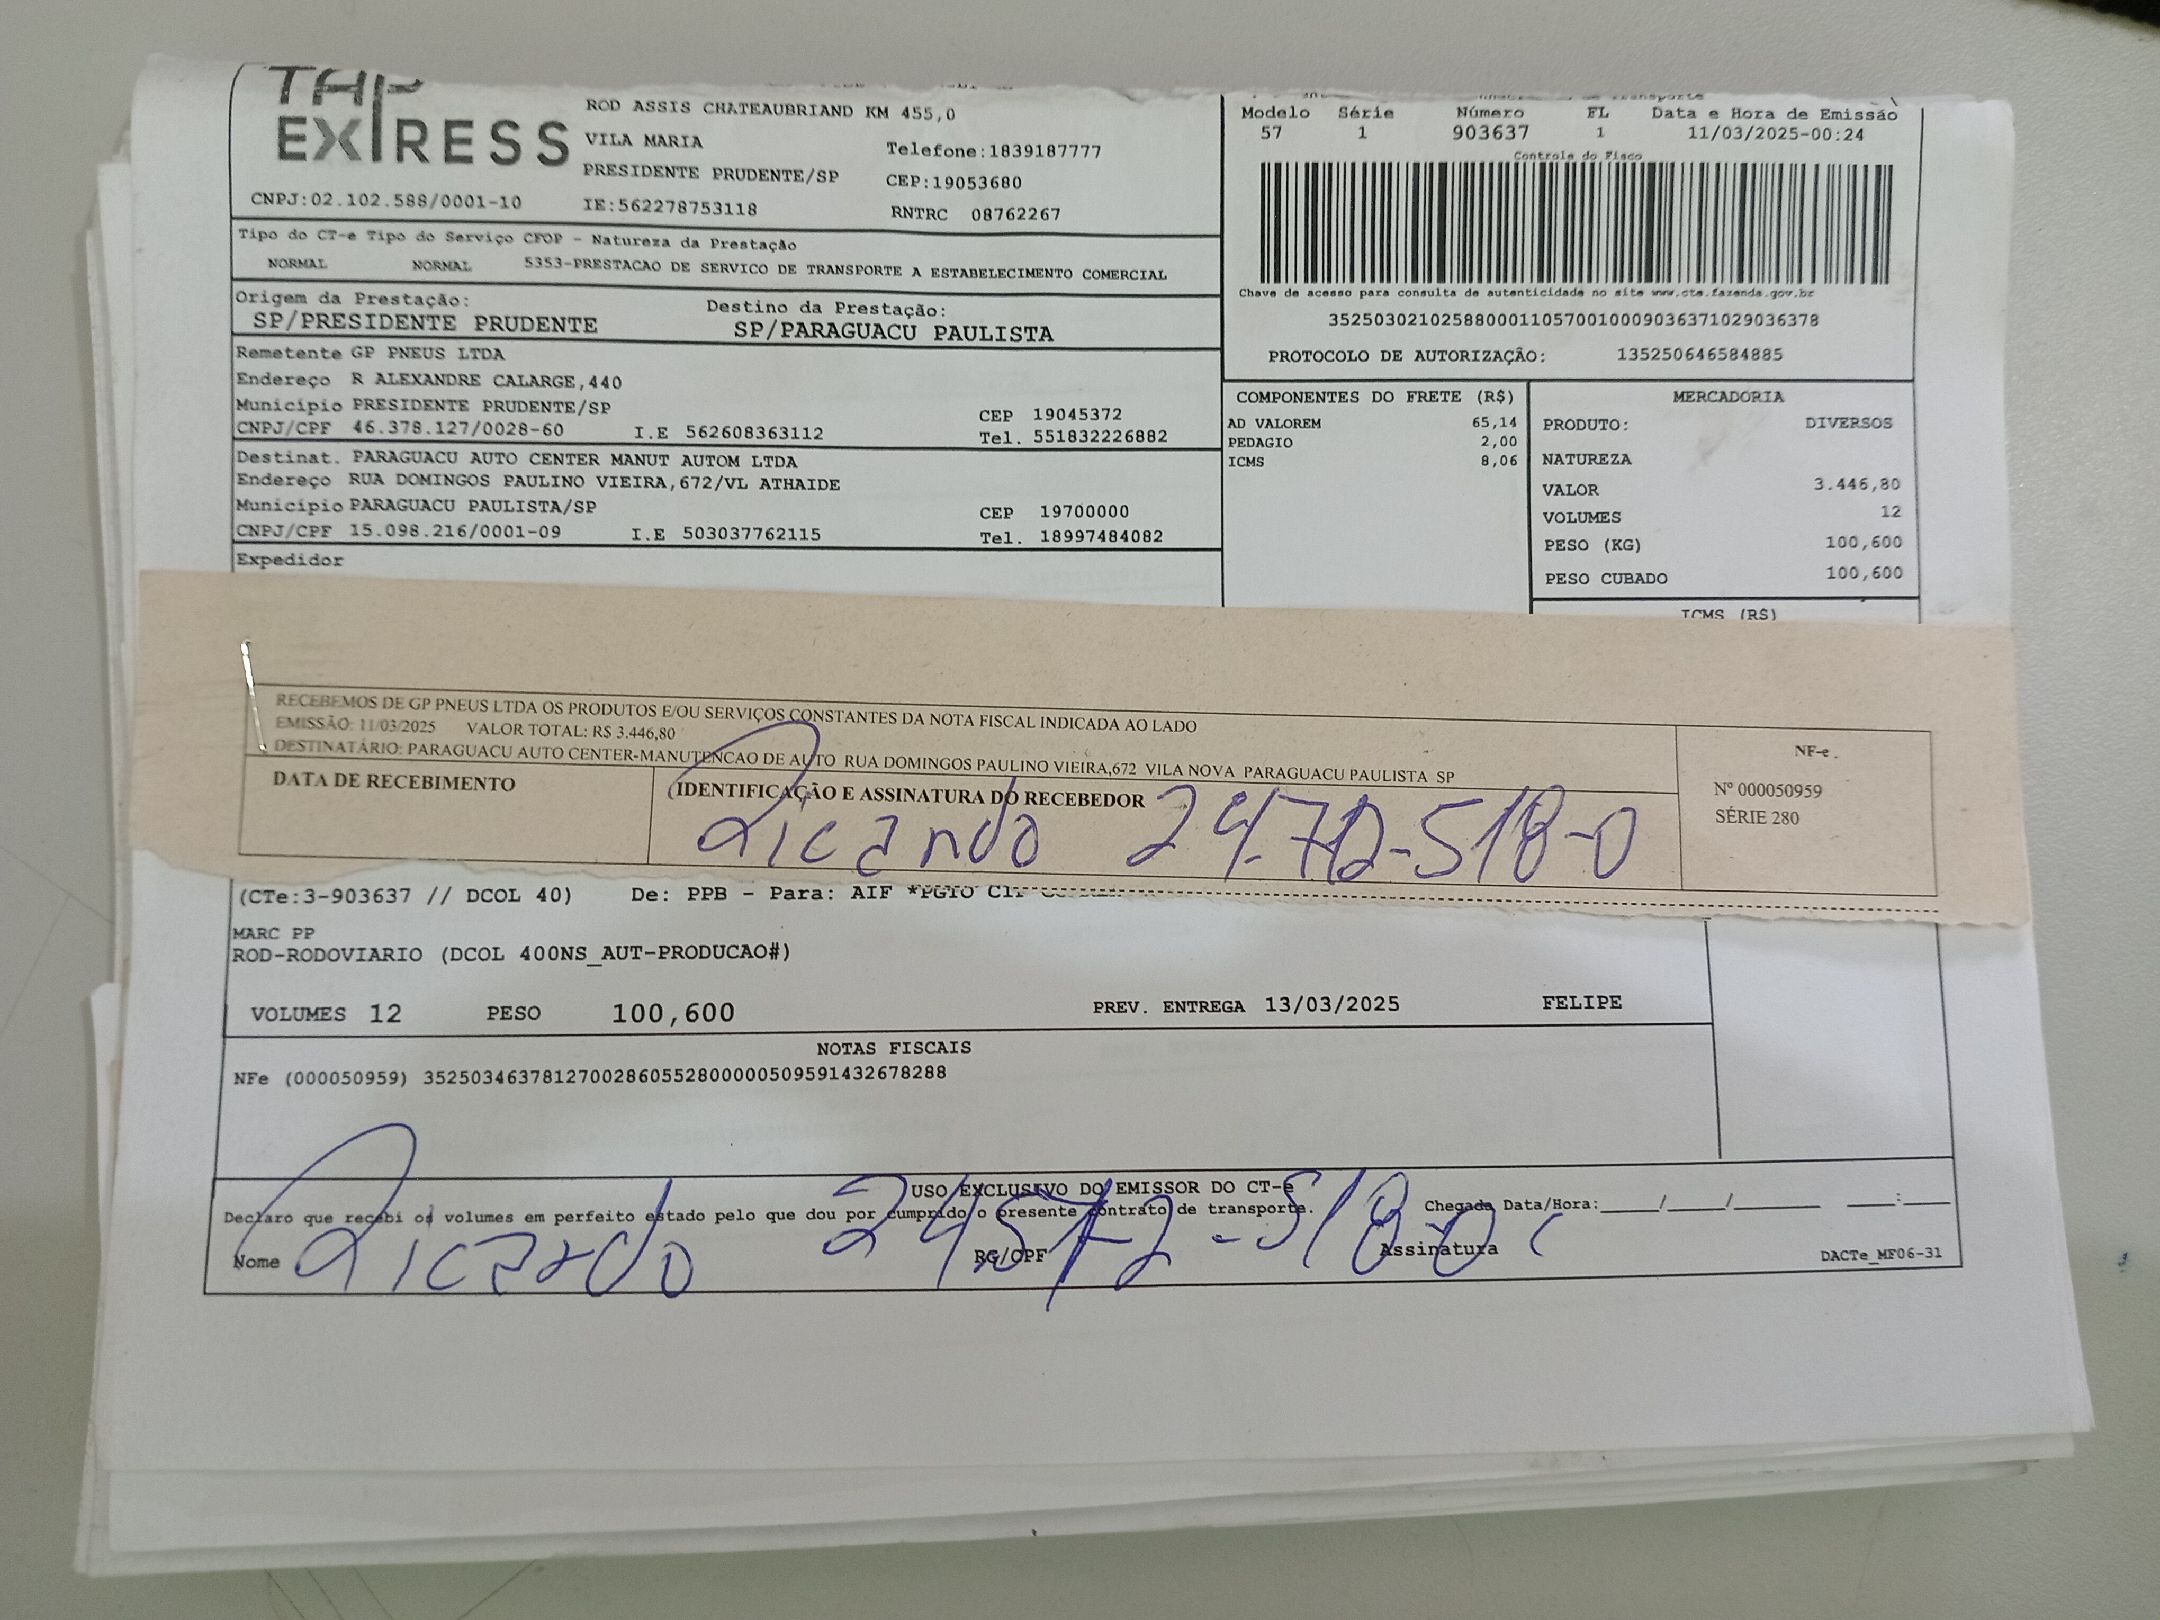 EXPRESS
ROD ASSIS CHATEAUBRIAND KM 455,0
VILA MARIA
Telefone:1839187777
PRESIDENTE PRUDENTE/SP
CEP:19053680
CNPJ:02.102.588/0001-10
IE:562278753118
RNTRC 08762267
Modelo Série Número FL Data e Hora de Emissão
57 1 903637 1 11/03/2025-00:24
Controle do Fisco
Chave de acesso para consulta de autenticidade no site www.cte.fazenda.gov.br
35250302102588000110570010009036371029036378
PROTOCOLO DE AUTORIZAÇÃO: 135250646584885
Tipo do CT-e Tipo do Serviço CFOP - Natureza da Prestação
NORMAL NORMAL 5353-PRESTACAO DE SERVICO DE TRANSPORTE A ESTABELECIMENTO COMERCIAL
Origem da Prestação: Destino da Prestação:
SP/PRESIDENTE PRUDENTE SP/PARAGUACU PAULISTA
Remetente GP PNEUS LTDA
Endereço R ALEXANDRE CALARGE,440
Município PRESIDENTE PRUDENTE/SP CEP 19045372
CNPJ/CPF 46.378.127/0028-60 I.E 562608363112 Tel. 551832226882
Destinat. PARAGUACU AUTO CENTER MANUT AUTOM LTDA
Endereço RUA DOMINGOS PAULINO VIEIRA,672/VL ATHAIDE
Município PARAGUACU PAULISTA/SP CEP 19700000
CNPJ/CPF 15.098.216/0001-09 I.E 503037762115 Tel. 18997484082
Expedidor
COMPONENTES DO FRETE (R$)
AD VALOREM 65,14
PEDAGIO 2,00
ICMS 8,06
MERCADORIA
PRODUTO: DIVERSOS
NATUREZA
VALOR 3.446,80
VOLUMES 12
PESO (KG) 100,600
PESO CUBADO 100,600
ICMS (R$)
RECEBEMOS DE GP PNEUS LTDA OS PRODUTOS E/OU SERVIÇOS CONSTANTES DA NOTA FISCAL INDICADA AO LADO
EMISSÃO: 11/03/2025 VALOR TOTAL: R$ 3.446,80
DESTINATÁRIO: PARAGUACU AUTO CENTER-MANUTENCAO DE AUTO RUA DOMINGOS PAULINO VIEIRA,672 VILA NOVA PARAGUACU PAULISTA SP
DATA DE RECEBIMENTO
IDENTIFICAÇÃO E ASSINATURA DO RECEBEDOR
Ricardo
NF-e .
Nº 000050959
SÉRIE 280
(CTe:3-903637 // DCOL 40) De: PPB - Para: AIF *PGTO
MARC PP
ROD-RODOVIARIO (DCOL 400NS_AUT-PRODUCAO#)
VOLUMES 12 PESO 100,600 PREV. ENTREGA 13/03/2025 FELIPE
NOTAS FISCAIS
NFe (000050959) 35250346378127002860552800000509591432678288
USO EXCLUSIVO DO EMISSOR DO CT-e
Declaro que recebi os volumes em perfeito estado pelo que dou por cumprido o presente contrato de transporte.
Chegada Data/Hora:____/____/______ ____:____
Nome Ricardo RG/CPF Assinatura
DACTe_MF06-31